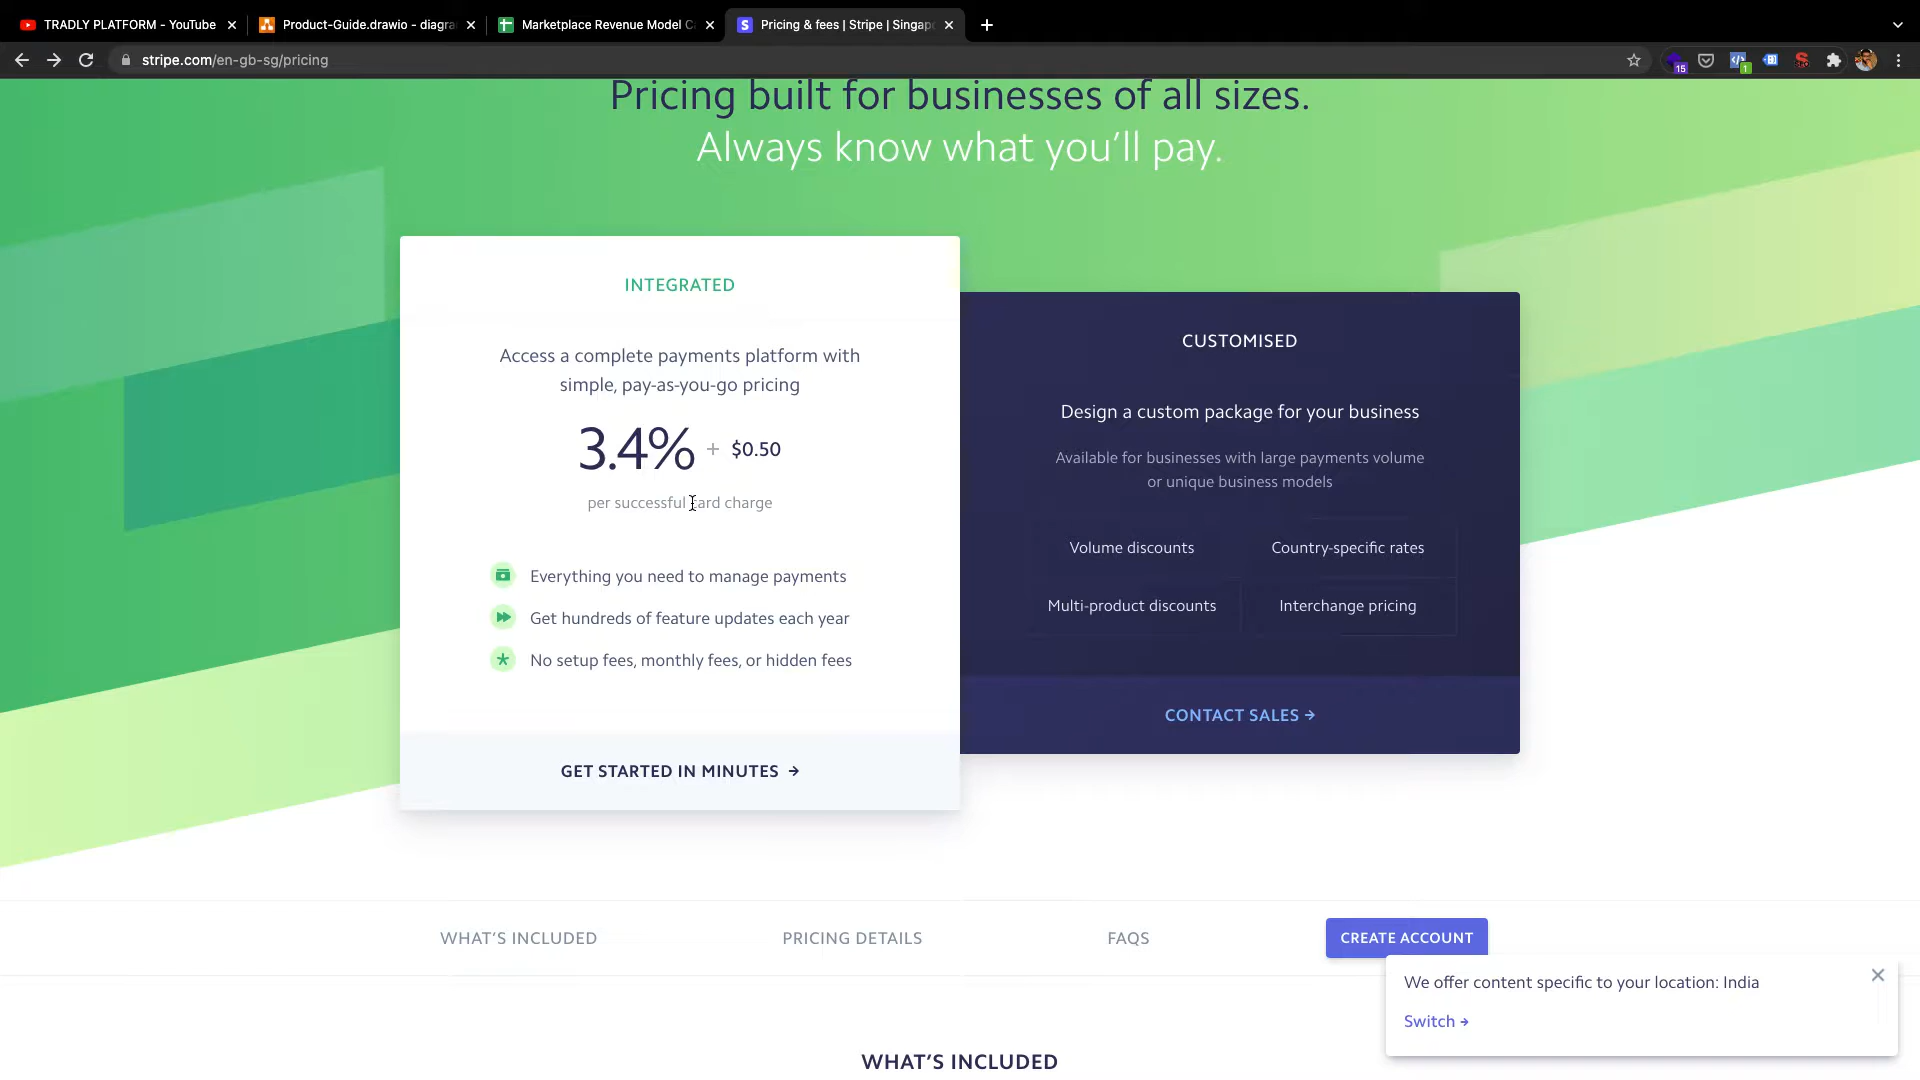 TRADLY PLATFORM - YouTube
Product-Guide.drawio - diagra
Marketplace Revenue Model C
Pricing & fees | Stripe | Singap
stripe.com/en-gb-sg/pricing
15
1
Pricing built for businesses of all sizes.
Always know what you'll pay.
INTEGRATED
Access a complete payments platform with
simple, pay-as-you-go pricing
3.4% + $0.50
per successful card charge
Everything you need to manage payments
Get hundreds of feature updates each year
No setup fees, monthly fees, or hidden fees
GET STARTED IN MINUTES →
CUSTOMISED
Design a custom package for your business
Available for businesses with large payments volume
or unique business models
Volume discounts
Country-specific rates
Multi-product discounts
Interchange pricing
CONTACT SALES →
WHAT'S INCLUDED
PRICING DETAILS
FAQS
CREATE ACCOUNT
We offer content specific to your location: India
Switch →
WHAT'S INCLUDED